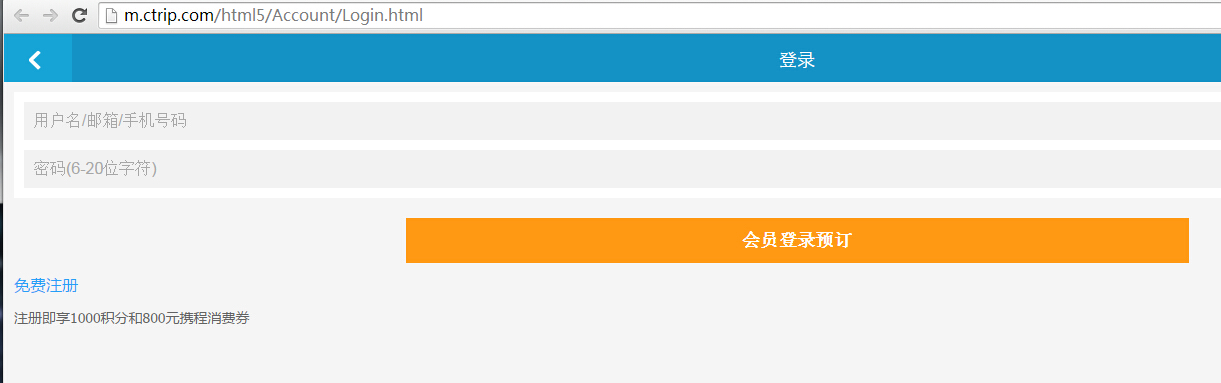 m.ctrip.com/html5/Account/Login.html
登录
用户名/邮箱/手机号码
密码(6-20位字符)
会员登录预订
免费注册
注册即享1000积分和800元携程消费券